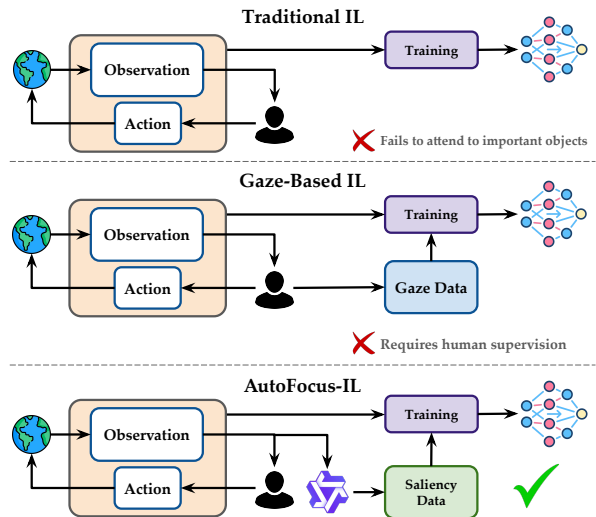 Traditional IL
Observation
Training
Action
Fails to attend to important objects
Gaze-Based IL
Observation
Training
Action
Gaze Data
Requires human supervision
AutoFocus-IL
Observation
Training
Action
Saliency
Data